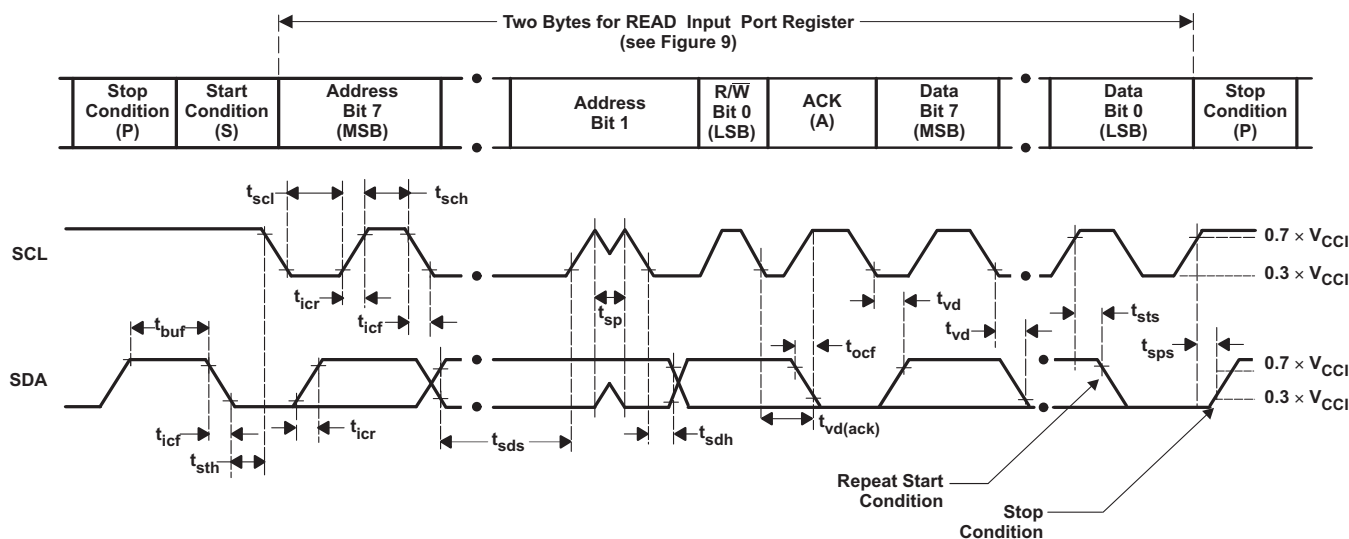 Two Bytes for READ Input Port Register
(see Figure 9)
Stop
Condition
(P)
Start
Condition
(S)
Address
Bit 7
(MSB)
Address
Bit 1
R/W̅
Bit 0
(LSB)
ACK
(A)
Data
Bit 7
(MSB)
Data
Bit 0
(LSB)
Stop
Condition
(P)
tscl
tsch
SCL
0.7 × VCCI
0.3 × VCCI
ticr
ticf
tsp
tvd
tvd
tsts
tbuf
tocf
tsps
SDA
0.7 × VCCI
0.3 × VCCI
ticf
ticr
tsth
tsds
tsdh
tvd(ack)
Repeat Start
Condition
Stop
Condition